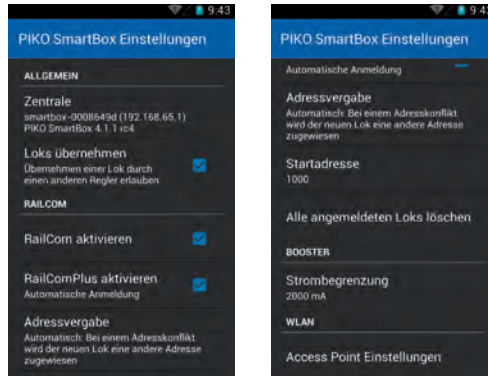 9:43
PIKO SmartBox Einstellungen
ALLGEMEIN
Zentrale
smartbox-0008649d (192.168.65.1)
PIKO SmartBox 4.1.1 rc4
Loks übernehmen
Übernehmen einer Lok durch
einen anderen Regler erlauben
RAILCOM
RailCom aktivieren
RailComPlus aktivieren
Automatische Anmeldung
Adressvergabe
Automatisch: Bei einem Adresskonflikt
wird der neuen Lok eine andere Adresse
zugewiesen
9:43
PIKO SmartBox Einstellungen
Automatische Anmeldung
Adressvergabe
Automatisch: Bei einem Adresskonflikt
wird der neuen Lok eine andere Adresse
zugewiesen
Startadresse
1000
Alle angemeldeten Loks löschen
BOOSTER
Strombegrenzung
2000 mA
WLAN
Access Point Einstellungen